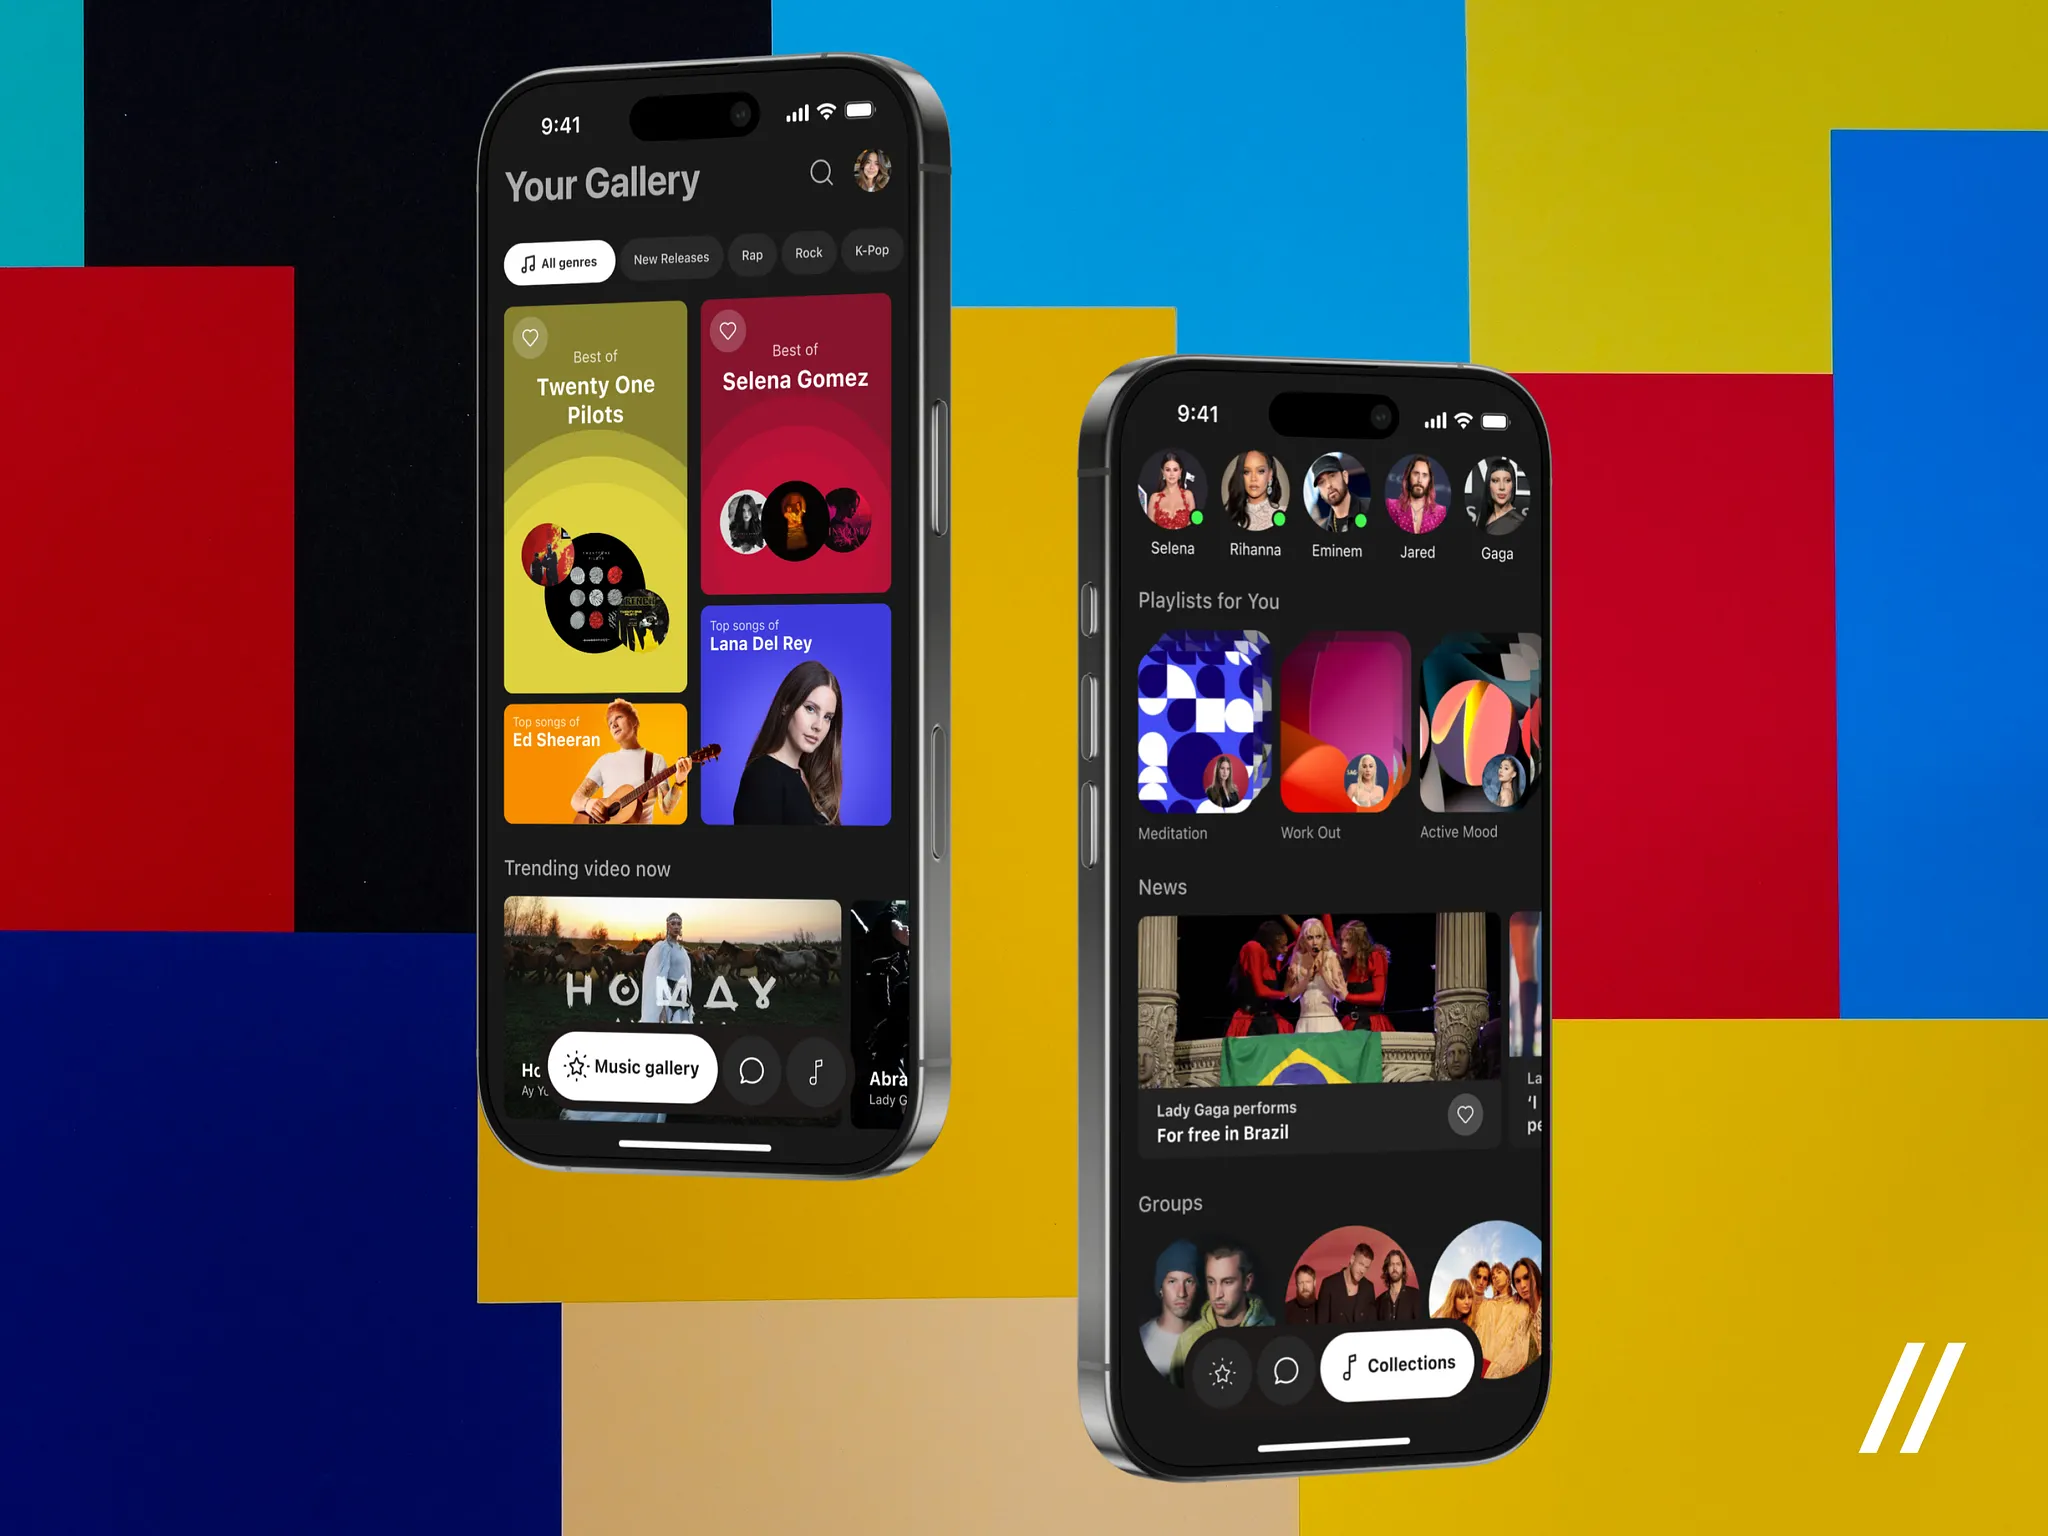 9:41
Your Gallery
All genres
New Releases
Rap
Rock
K-Pop
Best of
Twenty One
Pilots
Best of
Selena Gomez
Top songs of
Lana Del Rey
Top songs of
Ed Sheeran
Trending video now
HOMAY
Music gallery
Ay
Lady G
9:41
Selena
Rihanna
Eminem
Jared
Gaga
Playlists for You
Meditation
Work Out
Active Mood
News
Lady Gaga performs
For free in Brazil
La
'I
pe
Groups
Collections